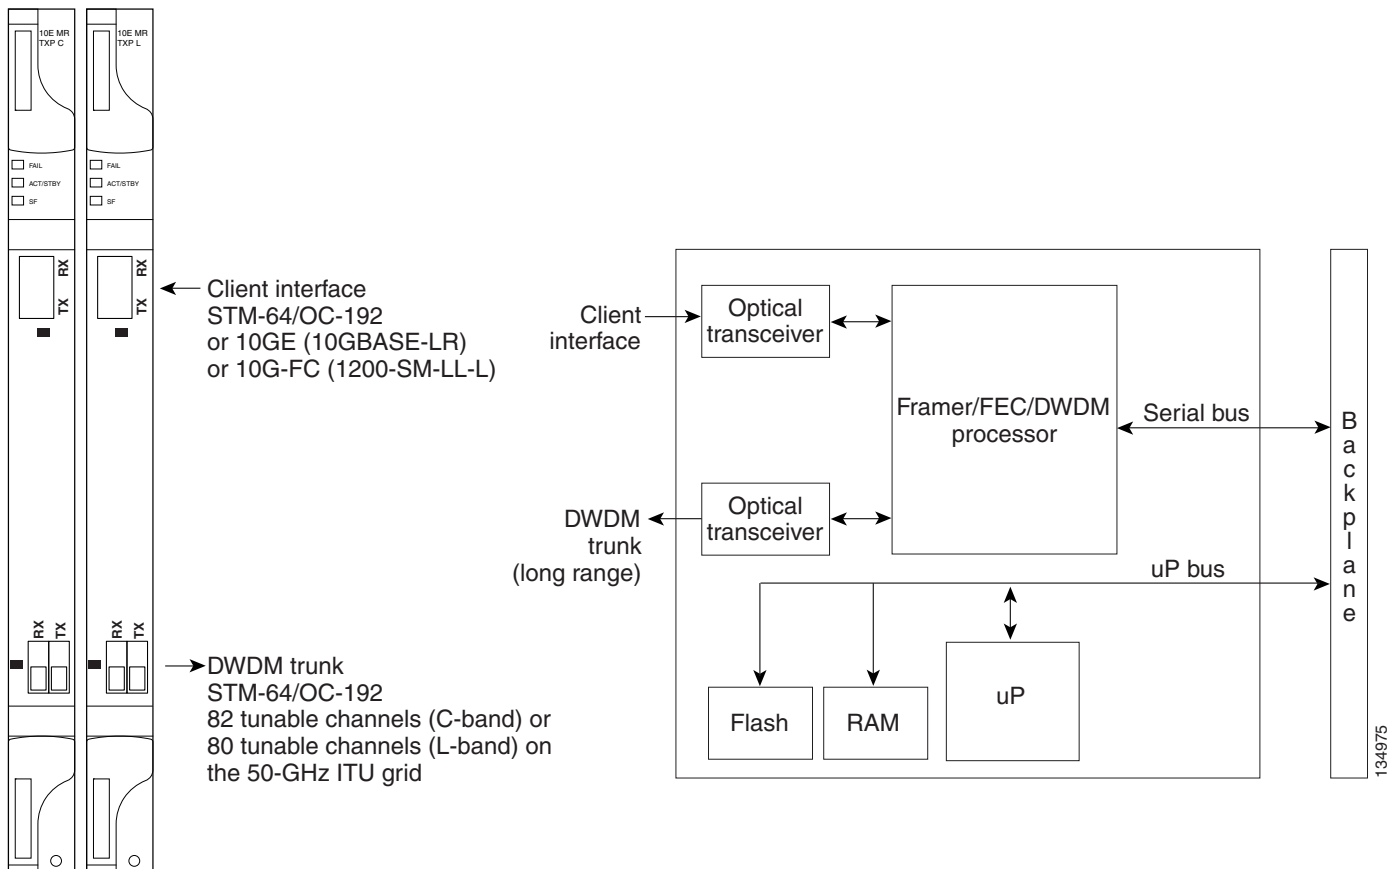 10E MR
TXP C
10E MR
TXP L
FAIL
ACT/STBY
SF
FAIL
ACT/STBY
SF
RX
TX
RX
TX
Client interface
STM-64/OC-192
or 10GE (10GBASE-LR)
or 10G-FC (1200-SM-LL-L)
RX
TX
RX
TX
DWDM trunk
STM-64/OC-192
82 tunable channels (C-band) or
80 tunable channels (L-band) on
the 50-GHz ITU grid
Client
interface
Optical
transceiver
Framer/FEC/DWDM
processor
Serial bus
DWDM
trunk
(long range)
Optical
transceiver
uP bus
Flash
RAM
uP
Backplane
134975